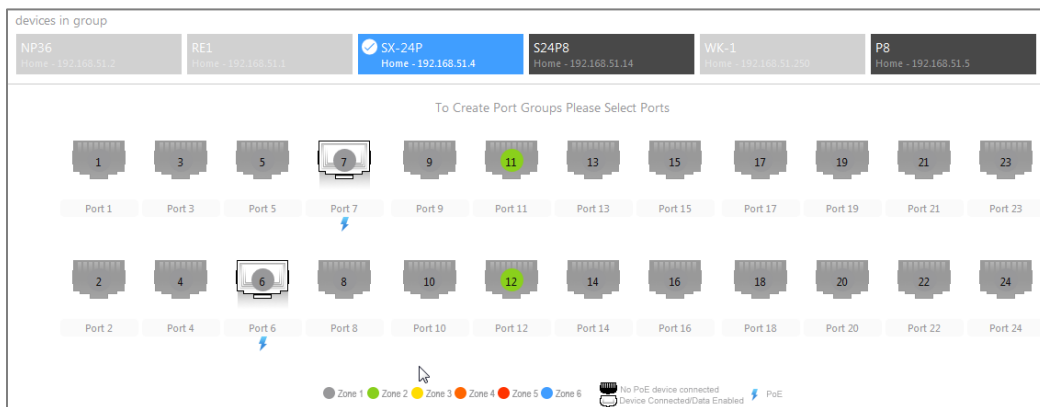 devices in group
NP36 RE1 SX-24P S24P8 WK-1 P8
Home - 192.168.51.2 Home - 192.168.51.1 Home - 192.168.51.4 Home - 192.168.51.14 Home - 192.168.51.250 Home - 192.168.51.5
To Create Port Groups Please Select Ports
1 3 5 7 9 11 13 15 17 19 21 23
Port 1 Port 3 Port 5 Port 7 Port 9 Port 11 Port 13 Port 15 Port 17 Port 19 Port 21 Port 23
2 4 6 8 10 12 14 16 18 20 22 24
Port 2 Port 4 Port 6 Port 8 Port 10 Port 12 Port 14 Port 16 Port 18 Port 20 Port 22 Port 24
Zone 1 Zone 2 Zone 3 Zone 4 Zone 5 Zone 6 No PoE device connected PoE
Device Connected/Data Enabled